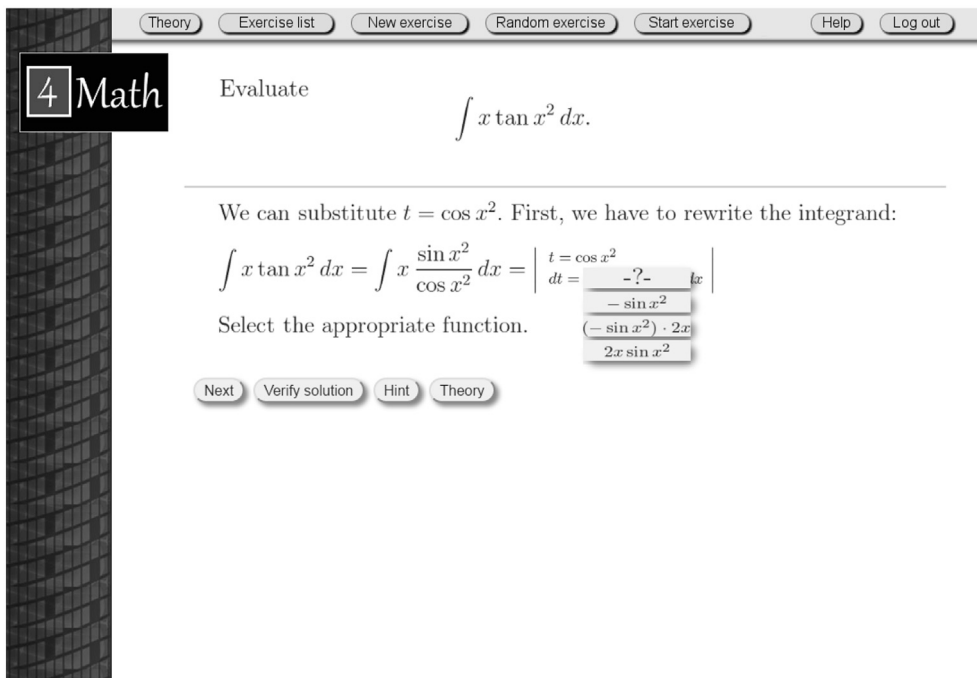 Theory Exercise list New exercise Random exercise Start exercise Help Log out
4 Math
Evaluate
∫ x tan x² dx.
We can substitute t = cos x². First, we have to rewrite the integrand:
∫ x tan x² dx = ∫ x sin x² / cos x² dx = | t = cos x²
dt = -?- dx |
− sin x²
(− sin x²) · 2x
2x sin x²
Select the appropriate function.
Next Verify solution Hint Theory